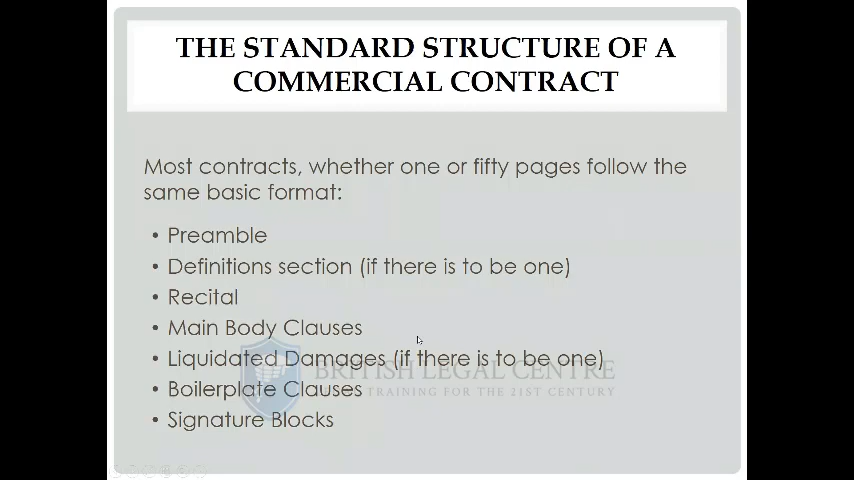 THE STANDARD STRUCTURE OF A
COMMERCIAL CONTRACT
Most contracts, whether one or fifty pages follow the
same basic format:
• Preamble
• Definitions section (if there is to be one)
• Recital
• Main Body Clauses
• Liquidated Damages (if there is to be one)
BRITISH LEGAL CENTRE
• Boilerplate Clauses
TRAINING FOR THE 21ST CENTURY
• Signature Blocks